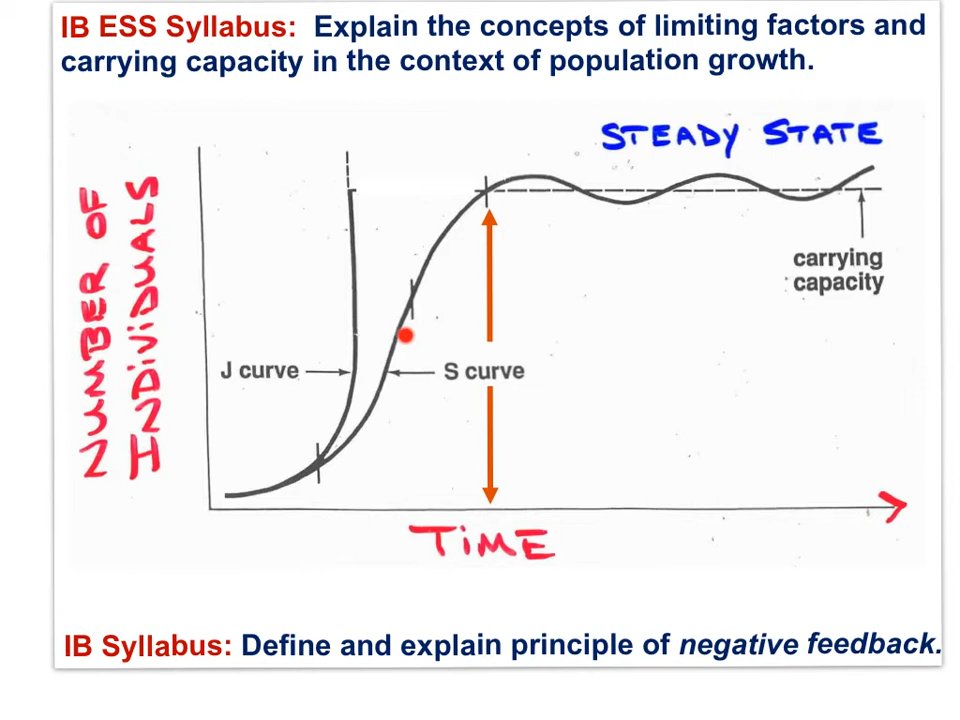 IB ESS Syllabus: Explain the concepts of limiting factors and
carrying capacity in the context of population growth.
STEADY STATE
NUMBER OF
INDIVIDUALS
carrying
capacity
J curve
S curve
TiME
IB Syllabus: Define and explain principle of negative feedback.